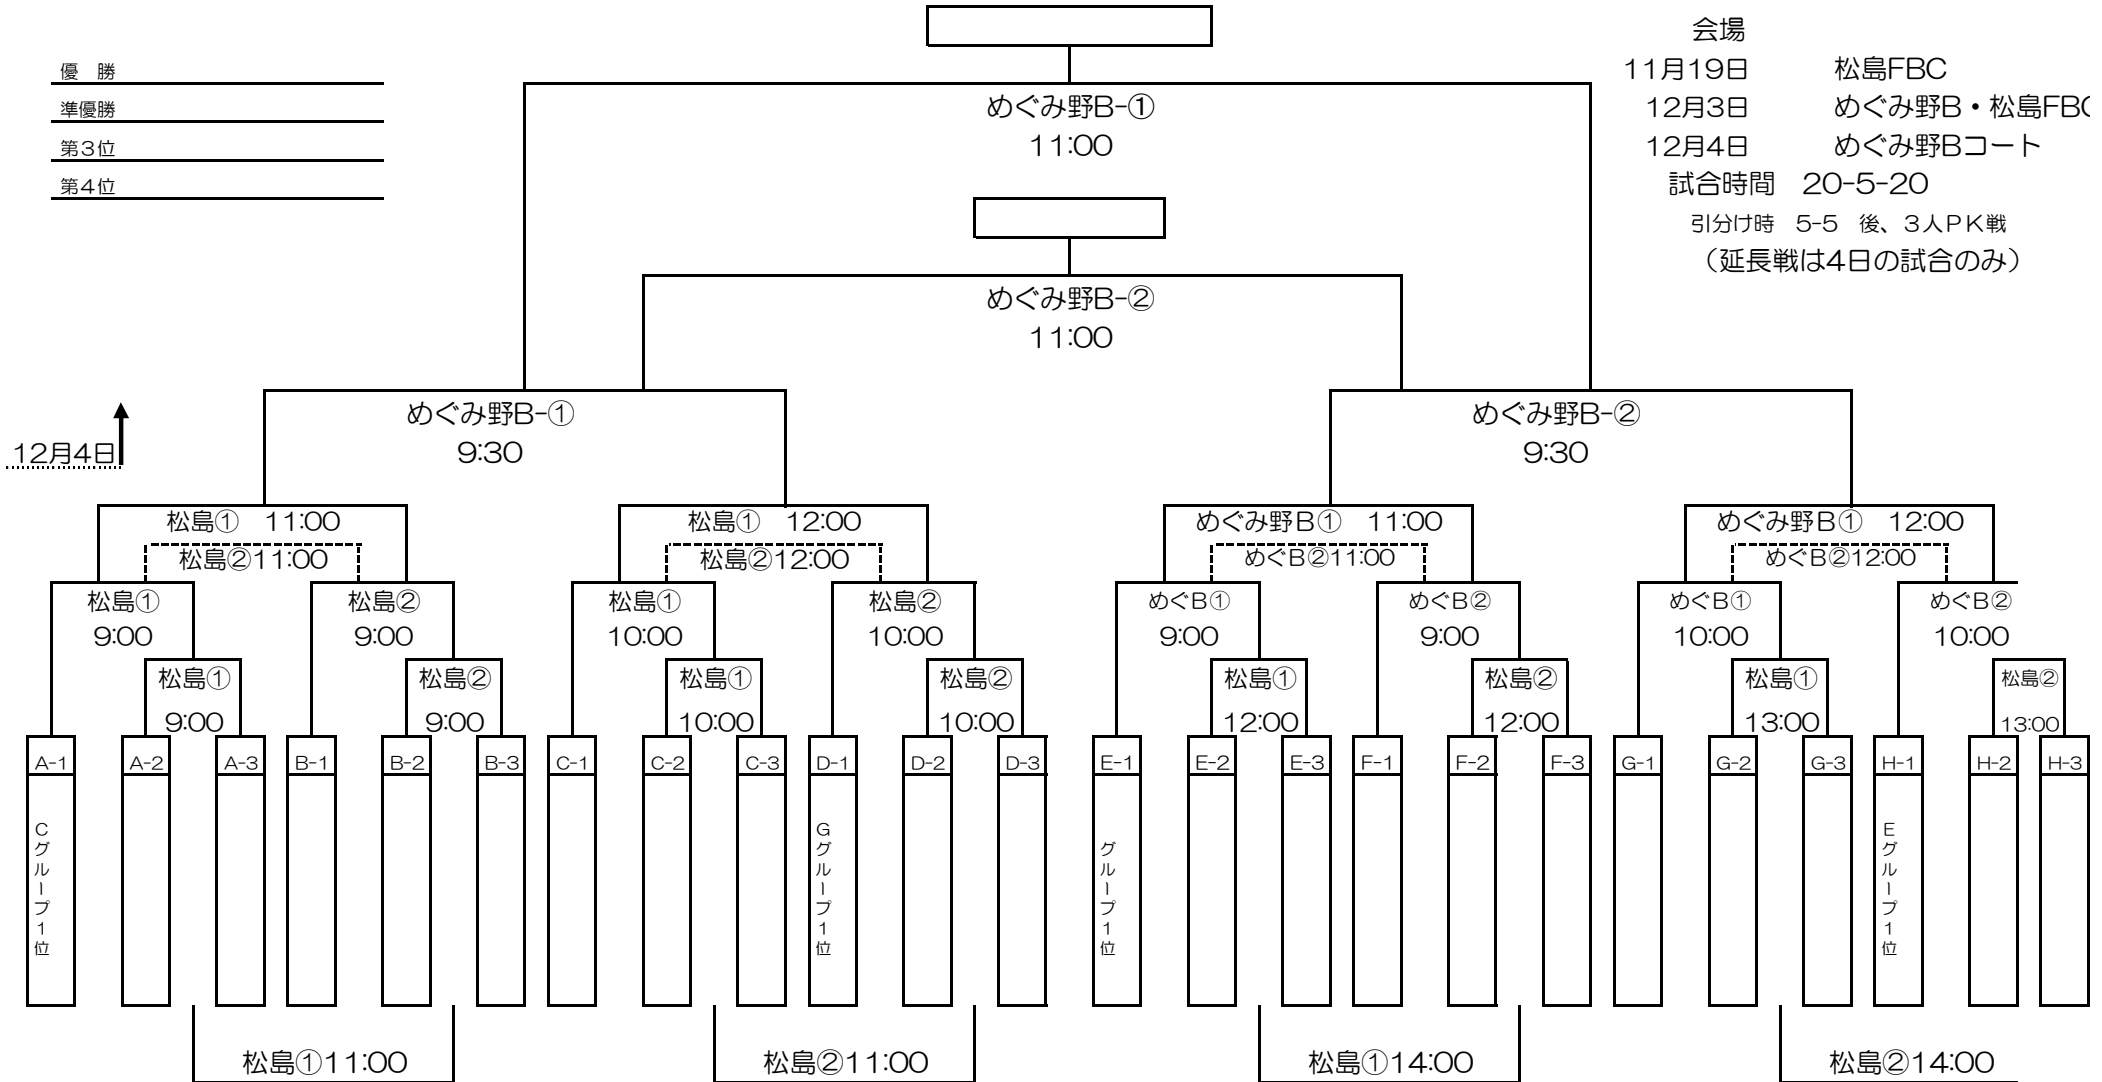 会場
優　勝
11月19日　松島FBC
準優勝
めぐみ野B-①
12月3日　めぐみ野B・松島FBC
第3位
11:00
12月4日　めぐみ野Bコート
第4位
試合時間　20-5-20
引分け時　5-5　後、3人PK戦
（延長戦は4日の試合のみ）
めぐみ野B-②
11:00
めぐみ野B-①
めぐみ野B-②
12月4日
9:30
9:30
松島①　11:00
松島①　12:00
めぐみ野B①　11:00
めぐみ野B①　12:00
松島②11:00
松島②12:00
めぐB②11:00
めぐB②12:00
松島①
松島②
松島①
松島②
めぐB①
めぐB②
めぐB①
めぐB②
9:00
9:00
10:00
10:00
9:00
9:00
10:00
10:00
松島①
松島②
松島①
松島②
松島①
松島②
松島①
松島②
9:00
9:00
10:00
10:00
12:00
12:00
13:00
13:00
A-1
A-2
A-3
B-1
B-2
B-3
C-1
C-2
C-3
D-1
D-2
D-3
E-1
E-2
E-3
F-1
F-2
F-3
G-1
G-2
G-3
H-1
H-2
H-3
Cグループ1位
Gグループ1位
グループ1位
Eグループ1位
松島①11:00
松島②11:00
松島①14:00
松島②14:00